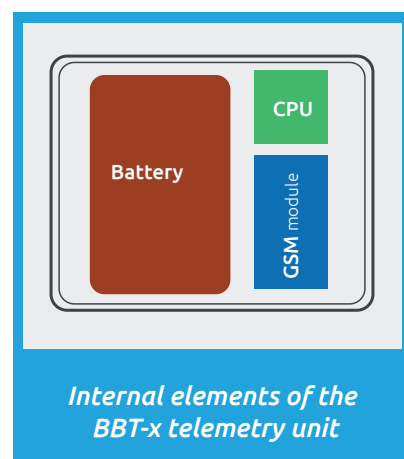 CPU
Battery
GSM module
Internal elements of the
BBT-x telemetry unit